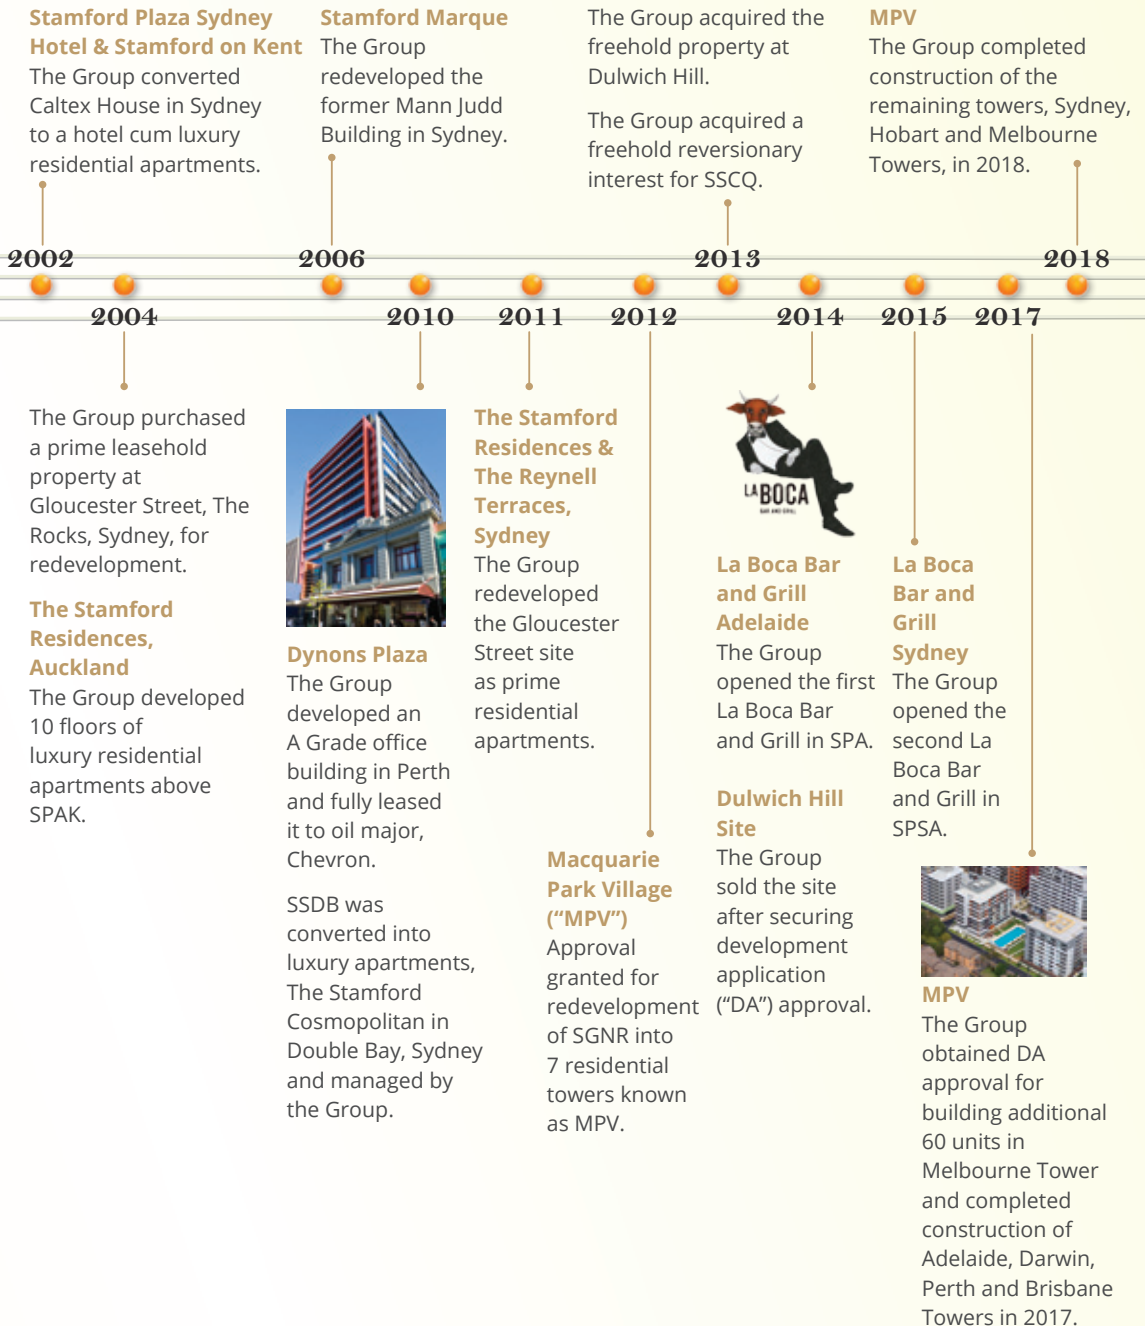 Stamford Plaza Sydney
Hotel & Stamford on Kent
The Group converted
Caltex House in Sydney
to a hotel cum luxury
residential apartments.
Stamford Marque
The Group
redeveloped the
former Mann Judd
Building in Sydney.
The Group acquired the
freehold property at
Dulwich Hill.
The Group acquired a
freehold reversionary
interest for SSCQ.
MPV
The Group completed
construction of the
remaining towers, Sydney,
Hobart and Melbourne
Towers, in 2018.
2002
2006
2013
2018
2004
2010
2011
2012
2014
2015
2017
The Group purchased
a prime leasehold
property at
Gloucester Street, The
Rocks, Sydney, for
redevelopment.
The Stamford
Residences,
Auckland
The Group developed
10 floors of
luxury residential
apartments above
SPAK.
Dynons Plaza
The Group
developed an
A Grade office
building in Perth
and fully leased
it to oil major,
Chevron.
SSDB was
converted into
luxury apartments,
The Stamford
Cosmopolitan in
Double Bay, Sydney
and managed by
the Group.
The Stamford
Residences &
The Reynell
Terraces,
Sydney
The Group
redeveloped
the Gloucester
Street site
as prime
residential
apartments.
Macquarie
Park Village
(“MPV”)
Approval
granted for
redevelopment
of SGNR into
7 residential
towers known
as MPV.
LA BOCA
BAR AND GRILL
La Boca Bar
and Grill
Adelaide
The Group
opened the first
La Boca Bar
and Grill in SPA.
Dulwich Hill
Site
The Group
sold the site
after securing
development
application
(“DA”) approval.
La Boca
Bar and
Grill
Sydney
The Group
opened the
second La
Boca Bar
and Grill in
SPSA.
MPV
The Group
obtained DA
approval for
building additional
60 units in
Melbourne Tower
and completed
construction of
Adelaide, Darwin,
Perth and Brisbane
Towers in 2017.